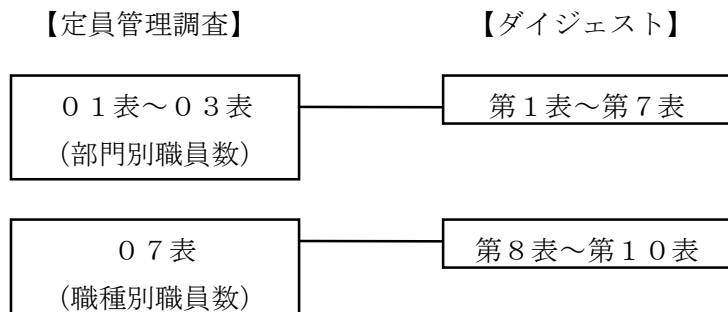 【定員管理調査】
【ダイジェスト】
０１表～０３表
(部門別職員数)
第１表～第７表
０７表
(職種別職員数)
第８表～第１０表